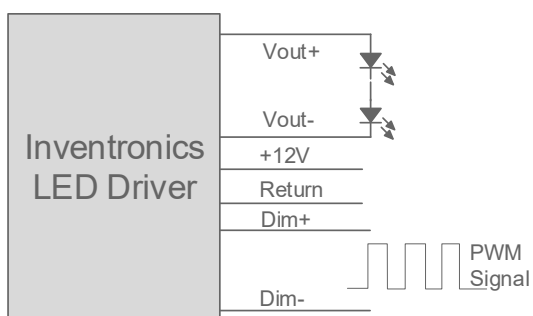 Vout+
Vout-
Inventronics
LED Driver
+12V
Return
Dim+
PWM
Signal
Dim-